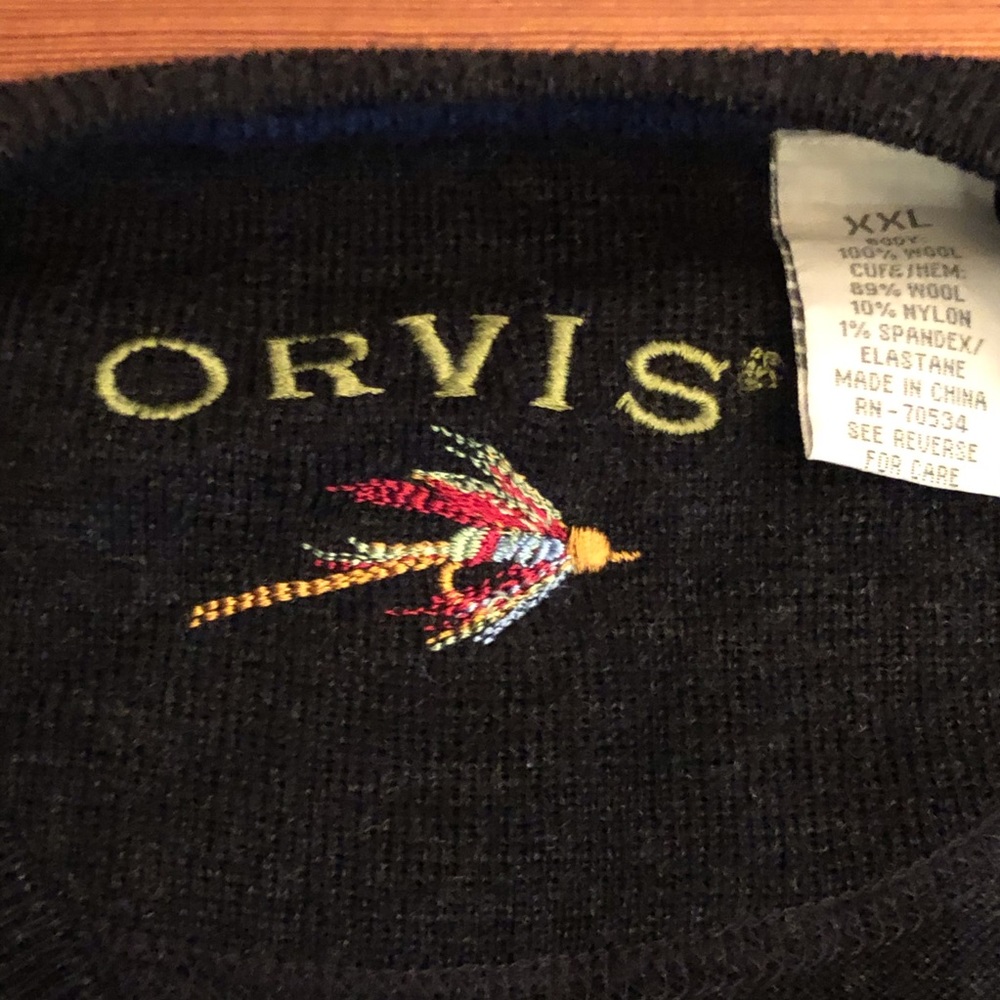 ORVIS®
XXL
BODY:
100% WOOL
CUFF/HEM:
89% WOOL
10% NYLON
1% SPANDEX/
ELASTANE
MADE IN CHINA
RN-70534
SEE REVERSE
FOR CARE